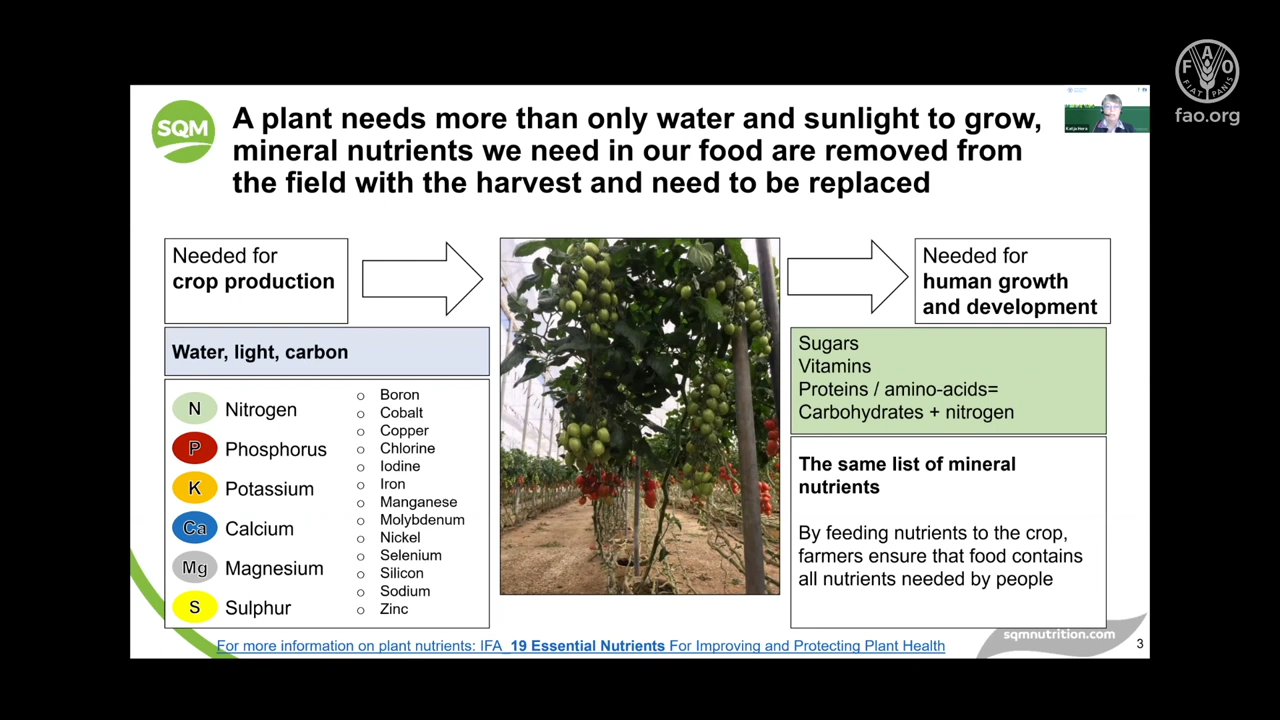 FAO
FIAT PANIS
fao.org
SQM
A plant needs more than only water and sunlight to grow,
mineral nutrients we need in our food are removed from
the field with the harvest and need to be replaced
Needed for
crop production
Needed for
human growth
and development
Water, light, carbon
N Nitrogen
P Phosphorus
K Potassium
Ca Calcium
Mg Magnesium
S Sulphur
o Boron
o Cobalt
o Copper
o Chlorine
o Iodine
o Iron
o Manganese
o Molybdenum
o Nickel
o Selenium
o Silicon
o Sodium
o Zinc
Sugars
Vitamins
Proteins / amino-acids=
Carbohydrates + nitrogen
The same list of mineral
nutrients
By feeding nutrients to the crop,
farmers ensure that food contains
all nutrients needed by people
For more information on plant nutrients: IFA_19 Essential Nutrients For Improving and Protecting Plant Health
sqmnutrition.com
3